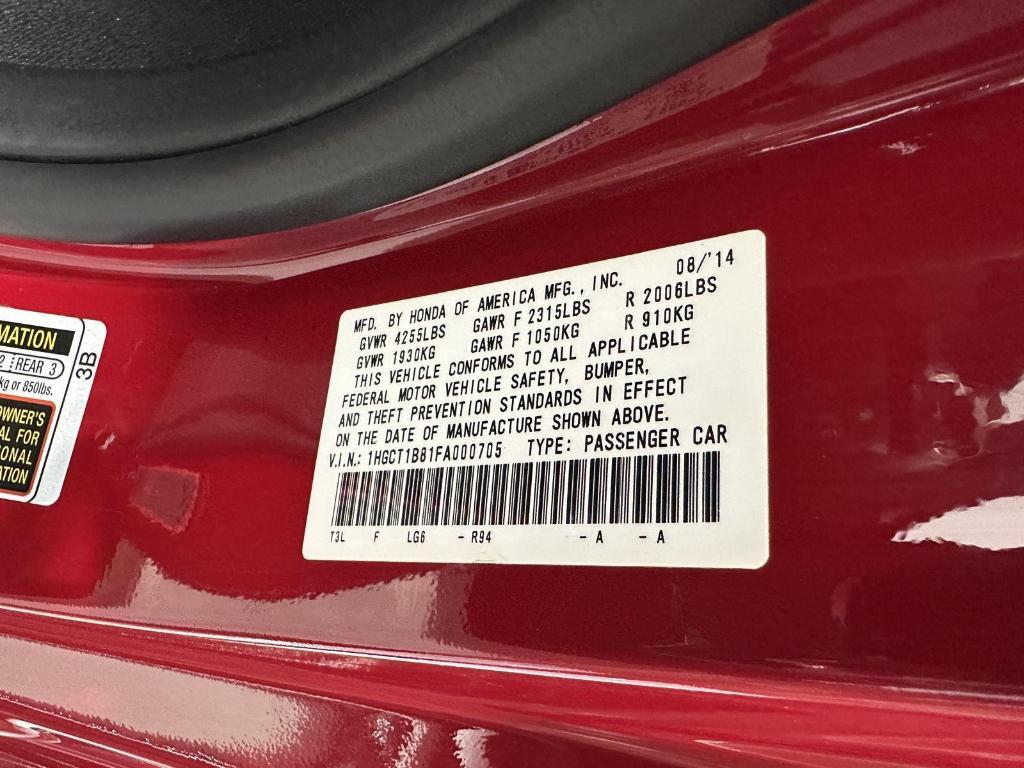 MATION
2 REAR 3
kg or 850lbs.
OWNER'S
AL FOR
IONAL
ATION
3B
MFD. BY HONDA OF AMERICA MFG., INC. 08/'14
GVWR 4255LBS GAWR F 2315LBS R 2006LBS
GVWR 1930KG GAWR F 1050KG R 910KG
THIS VEHICLE CONFORMS TO ALL APPLICABLE
FEDERAL MOTOR VEHICLE SAFETY, BUMPER,
AND THEFT PREVENTION STANDARDS IN EFFECT
ON THE DATE OF MANUFACTURE SHOWN ABOVE.
V.I.N.: 1HGCT1B81FA000705 TYPE: PASSENGER CAR
T3L F LG6 - R94 - A - A